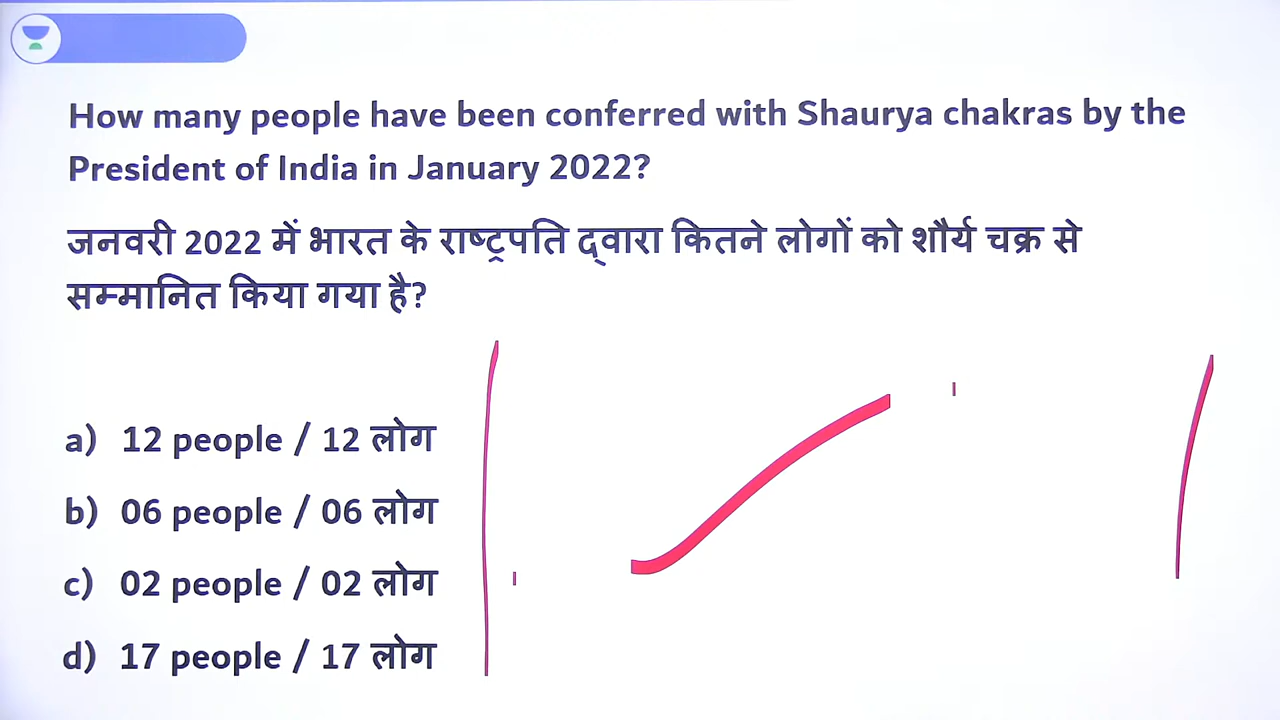 How many people have been conferred with Shaurya chakras by the
President of India in January 2022?
जनवरी 2022 में भारत के राष्ट्रपति द्वारा कितने लोगों को शौर्य चक्र से
सम्मानित किया गया है?
a) 12 people / 12 लोग
b) 06 people / 06 लोग
c) 02 people / 02 लोग
d) 17 people / 17 लोग